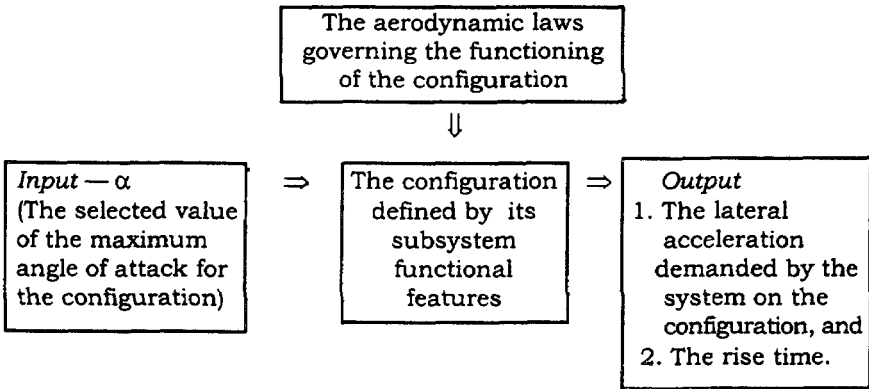 The aerodynamic laws
governing the functioning
of the configuration
⇓
Input — α
(The selected value
of the maximum
angle of attack for
the configuration)
⇒
The configuration
defined by its
subsystem
functional
features
⇒
Output
1. The lateral
acceleration
demanded by the
system on the
configuration, and
2. The rise time.